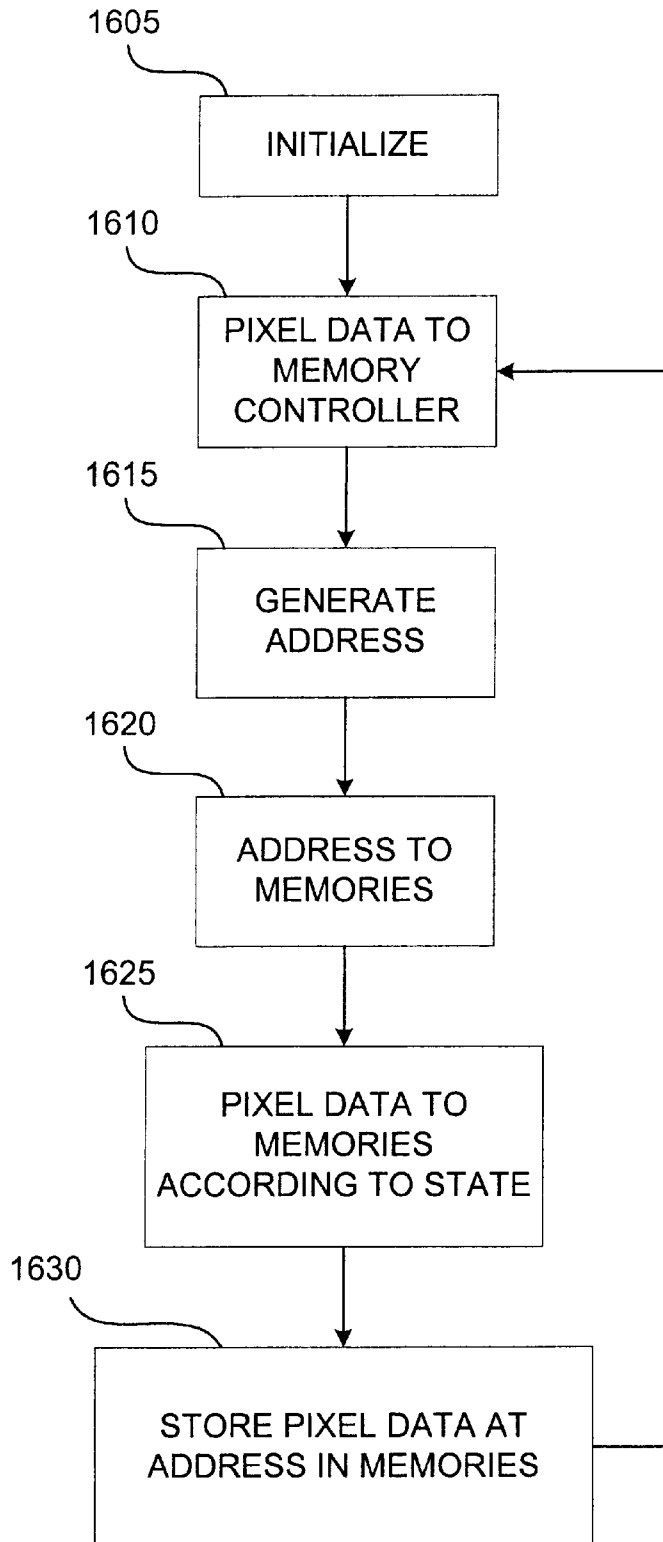 1605
INITIALIZE
1610
PIXEL DATA TO
MEMORY
CONTROLLER
1615
GENERATE
ADDRESS
1620
ADDRESS TO
MEMORIES
1625
PIXEL DATA TO
MEMORIES
ACCORDING TO STATE
1630
STORE PIXEL DATA AT
ADDRESS IN MEMORIES